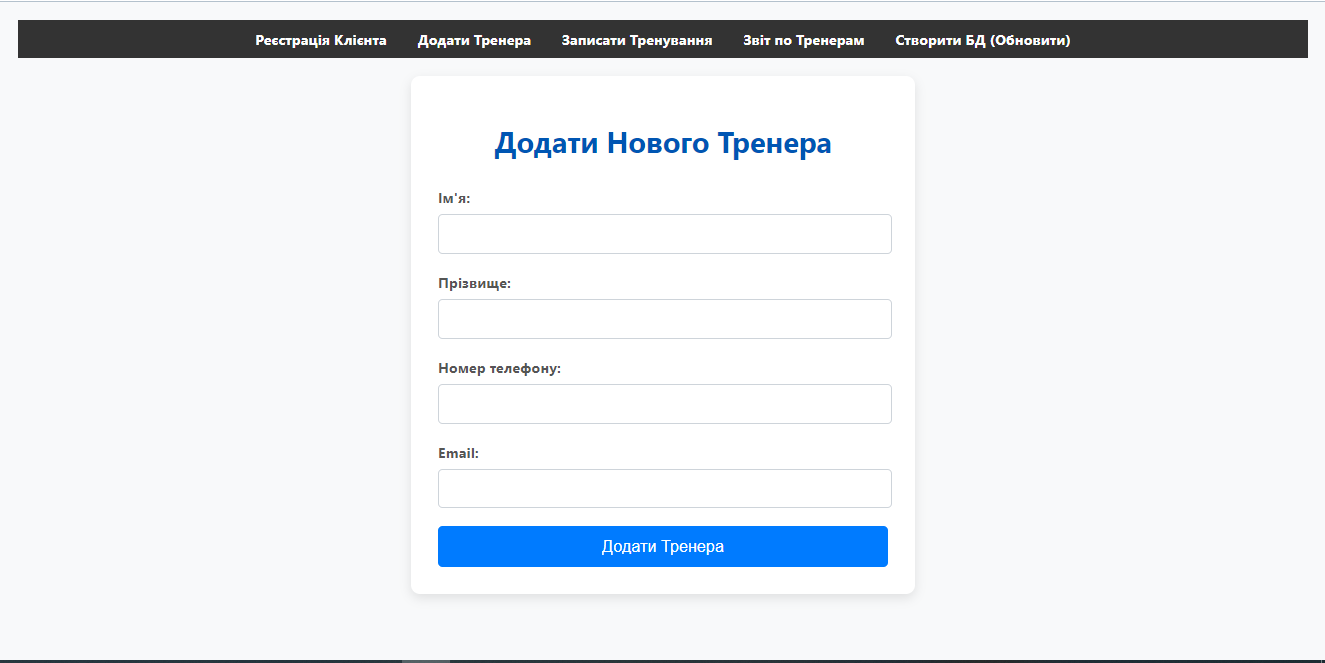 Реєстрація Клієнта Додати Тренера Записати Тренування Звіт по Тренерам Створити БД (Обновити)
Додати Нового Тренера
Ім'я:
Прізвище:
Номер телефону:
Email:
Додати Тренера